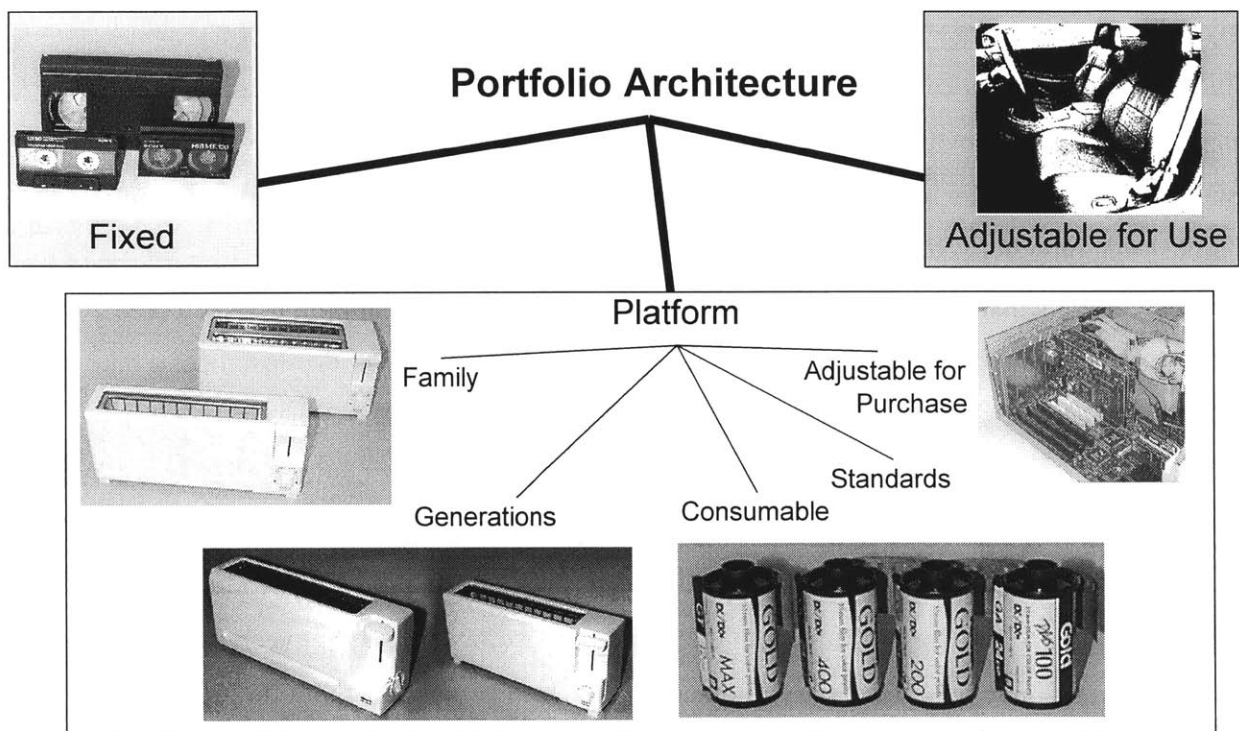 Portfolio Architecture
Fixed
Adjustable for Use
Platform
Family
Adjustable for
Purchase
Standards
Generations
Consumable
GOLD
MAX
GOLD
400
GOLD
200
Gold
100